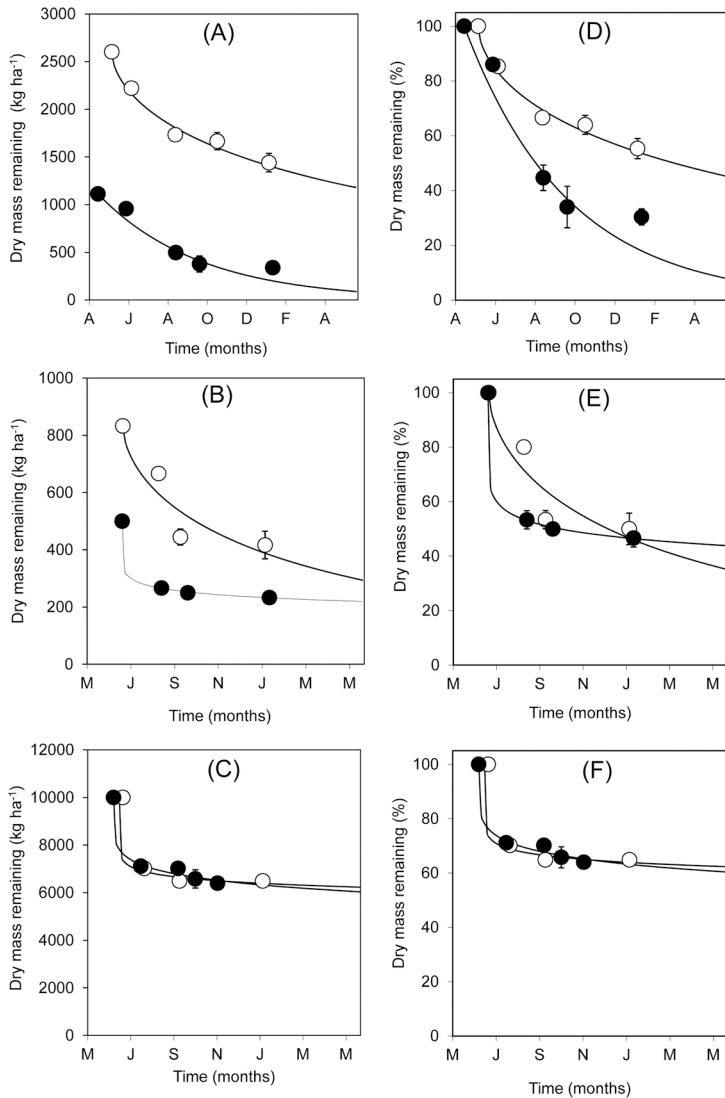 (A)
3000
2500
2000
1500
1000
500
0
Dry mass remaining (kg ha⁻¹)
A J A O D F A
Time (months)
(D)
100
80
60
40
20
0
Dry mass remaining (%)
A J A O D F A
Time (months)
(B)
1000
800
600
400
200
0
Dry mass remaining (kg ha⁻¹)
M J S N J M M
Time (months)
(E)
100
80
60
40
20
0
Dry mass remaining (%)
M J S N J M M
Time (months)
(C)
12000
10000
8000
6000
4000
2000
0
Dry mass remaining (kg ha⁻¹)
M J S N J M M
Time (months)
(F)
100
80
60
40
20
0
Dry mass remaining (%)
M J S N J M M
Time (months)